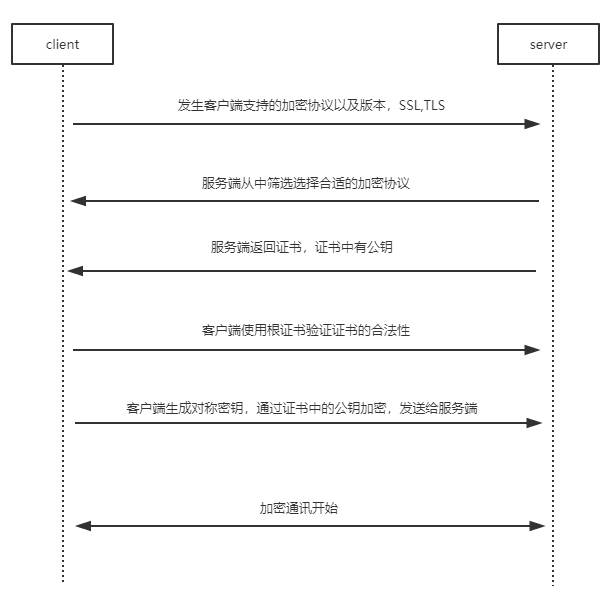 client
server
发生客户端支持的加密协议以及版本，SSL,TLS
服务端从中筛选选择合适的加密协议
服务端返回证书，证书中有公钥
客户端使用根证书验证证书的合法性
客户端生成对称密钥，通过证书中的公钥加密，发送给服务端
加密通讯开始